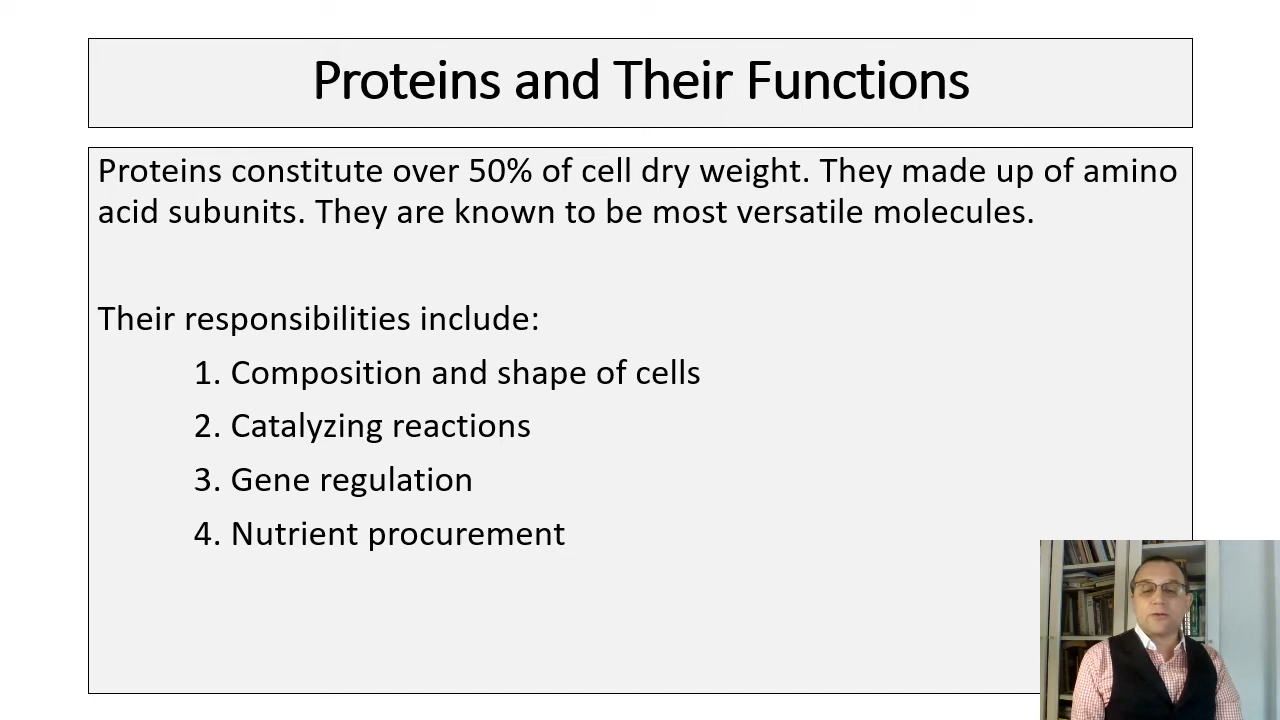 Proteins and Their Functions
Proteins constitute over 50% of cell dry weight. They made up of amino
acid subunits. They are known to be most versatile molecules.
Their responsibilities include:
1. Composition and shape of cells
2. Catalyzing reactions
3. Gene regulation
4. Nutrient procurement